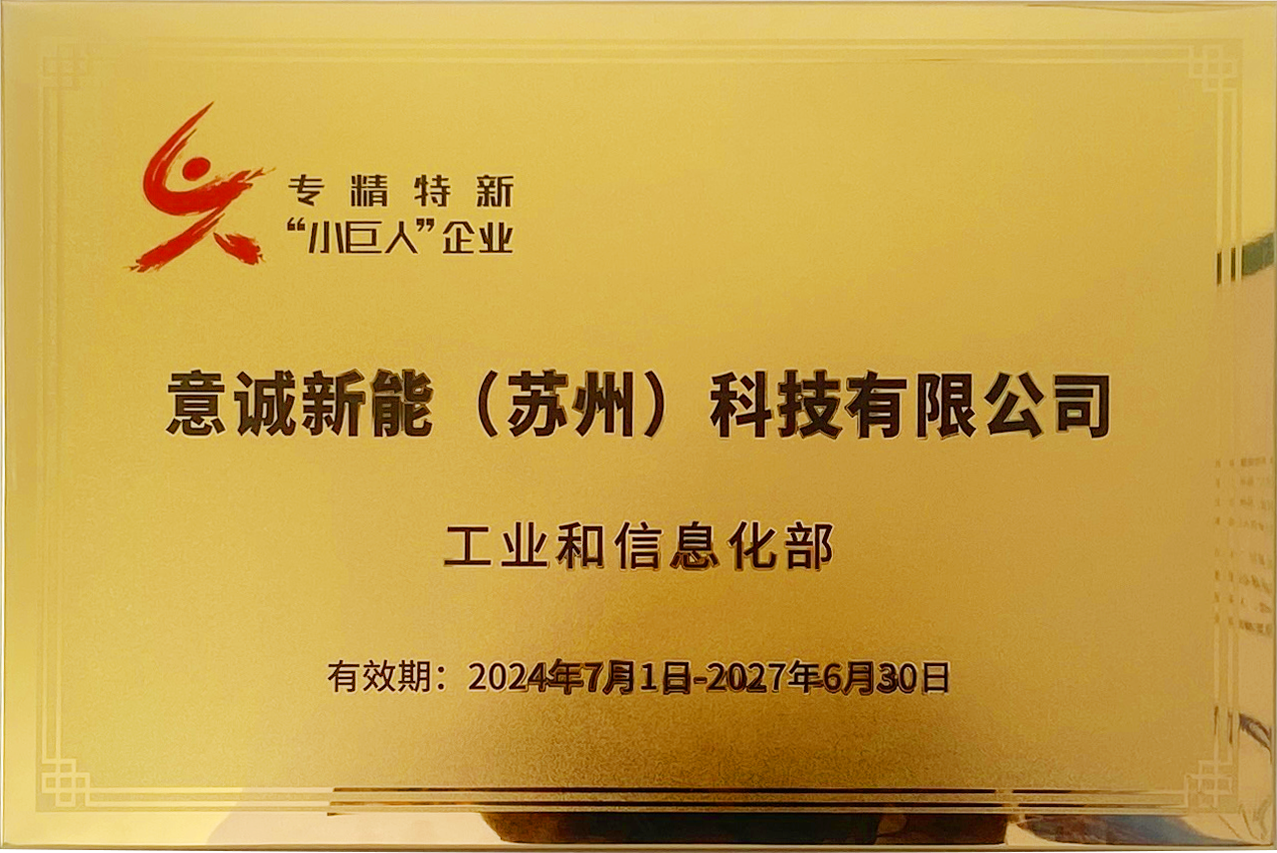 专精特新
“小巨人”企业
意诚新能（苏州）科技有限公司
工业和信息化部
有效期：2024年7月1日-2027年6月30日